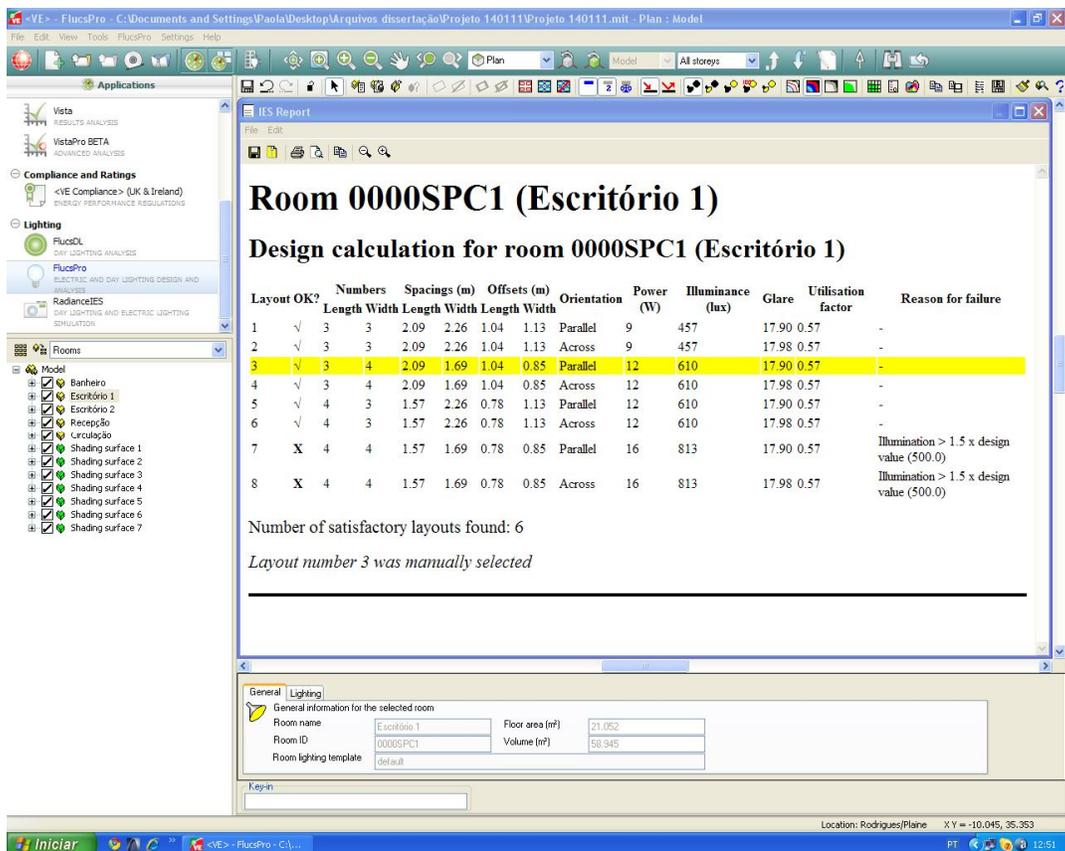 <VE> - FlucsPro - C:\Documents and Settings\Paola\Desktop\Arquivos dissertação\Projeto 140111\Projeto 140111.mit - Plan : Model
File Edit View Tools FlucsPro Settings Help
Plan Model All storeys
Applications
Vista
RESULTS ANALYSIS
VistaPro BETA
ADVANCED ANALYSIS
Compliance and Ratings
<VE Compliance> (UK & Ireland)
ENERGY PERFORMANCE REGULATIONS
Lighting
FlucsDL
DAY LIGHTING ANALYSIS
FlucsPro
ELECTRIC AND DAY LIGHTING DESIGN AND
ANALYSIS
RadianceIES
DAY LIGHTING AND ELECTRIC LIGHTING
SIMULATION
Rooms
Model
Banheiro
Escritório 1
Escritório 2
Recepção
Circulação
Shading surface 1
Shading surface 2
Shading surface 3
Shading surface 4
Shading surface 5
Shading surface 6
Shading surface 7
IES Report
File Edit
Room 0000SPC1 (Escritório 1)
Design calculation for room 0000SPC1 (Escritório 1)
Layout OK? Numbers Spacings (m) Offsets (m) Orientation Power (W) Illuminance (lux) Glare Utilisation factor Reason for failure
Length Width Length Width Length Width
1 √ 3 3 2.09 2.26 1.04 1.13 Parallel 9 457 17.90 0.57 -
2 √ 3 3 2.09 2.26 1.04 1.13 Across 9 457 17.98 0.57 -
3 √ 3 4 2.09 1.69 1.04 0.85 Parallel 12 610 17.90 0.57 -
4 √ 3 4 2.09 1.69 1.04 0.85 Across 12 610 17.98 0.57 -
5 √ 4 3 1.57 2.26 0.78 1.13 Parallel 12 610 17.90 0.57 -
6 √ 4 3 1.57 2.26 0.78 1.13 Across 12 610 17.98 0.57 -
7 X 4 4 1.57 1.69 0.78 0.85 Parallel 16 813 17.90 0.57 Illumination > 1.5 x design
value (500.0)
8 X 4 4 1.57 1.69 0.78 0.85 Across 16 813 17.98 0.57 Illumination > 1.5 x design
value (500.0)
Number of satisfactory layouts found: 6
Layout number 3 was manually selected
General Lighting
General information for the selected room
Room name Escritório 1 Floor area (m²) 21.052
Room ID 0000SPC1 Volume (m³) 58.945
Room lighting template default
Key-in
Location: Rodrigues/Plaine X Y = -10.045, 35.353
Iniciar <VE> - FlucsPro - C:\... PT 12:51